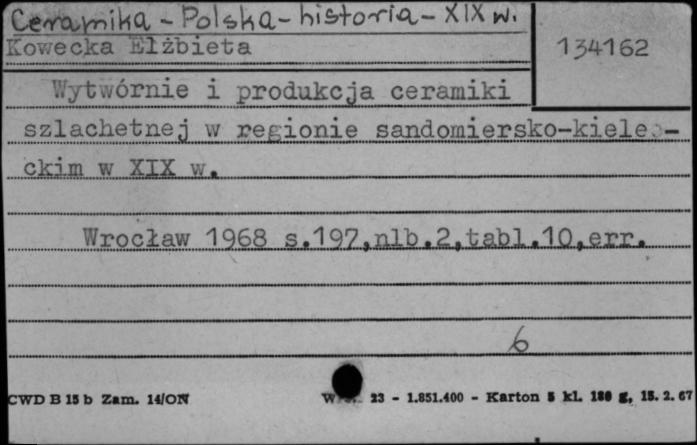 Ceramika - Polska - historia - XIX w.
Kowecka Elżbieta
134162
Wytwórnie i produkcja ceramiki
szlachetnej w regionie sandomiersko-kielec-
ckim w XIX w.
Wrocław 1968 s.197,nlb.2,tabl.10,err.
6
CWD B 15 b Zam. 14/ON
23 - 1.851.400 - Karton 5 kl. 180 g, 15.2.67